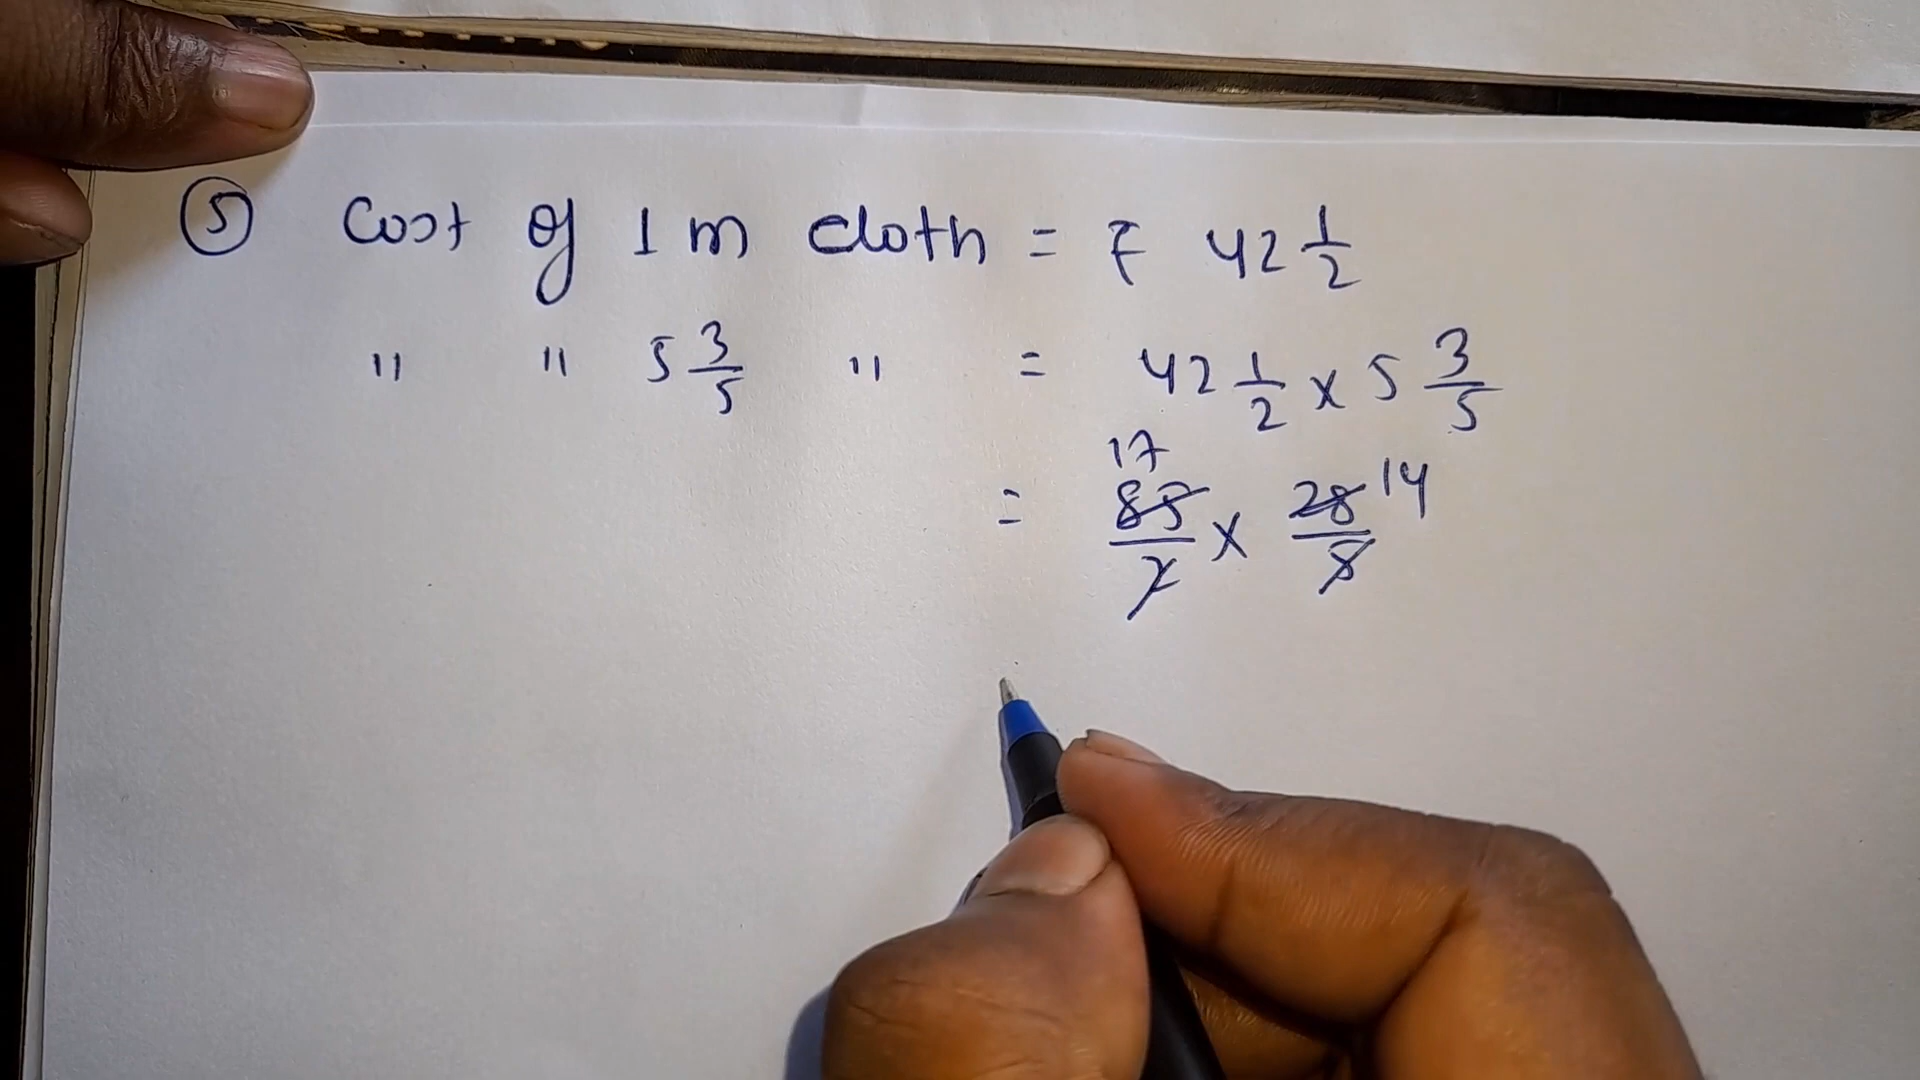 ⑤ Cost of 1 m cloth = ₹ 42 1/2
" " 5 3/5 " = 42 1/2 x 5 3/5
17
= 85/2 x 28/5 14